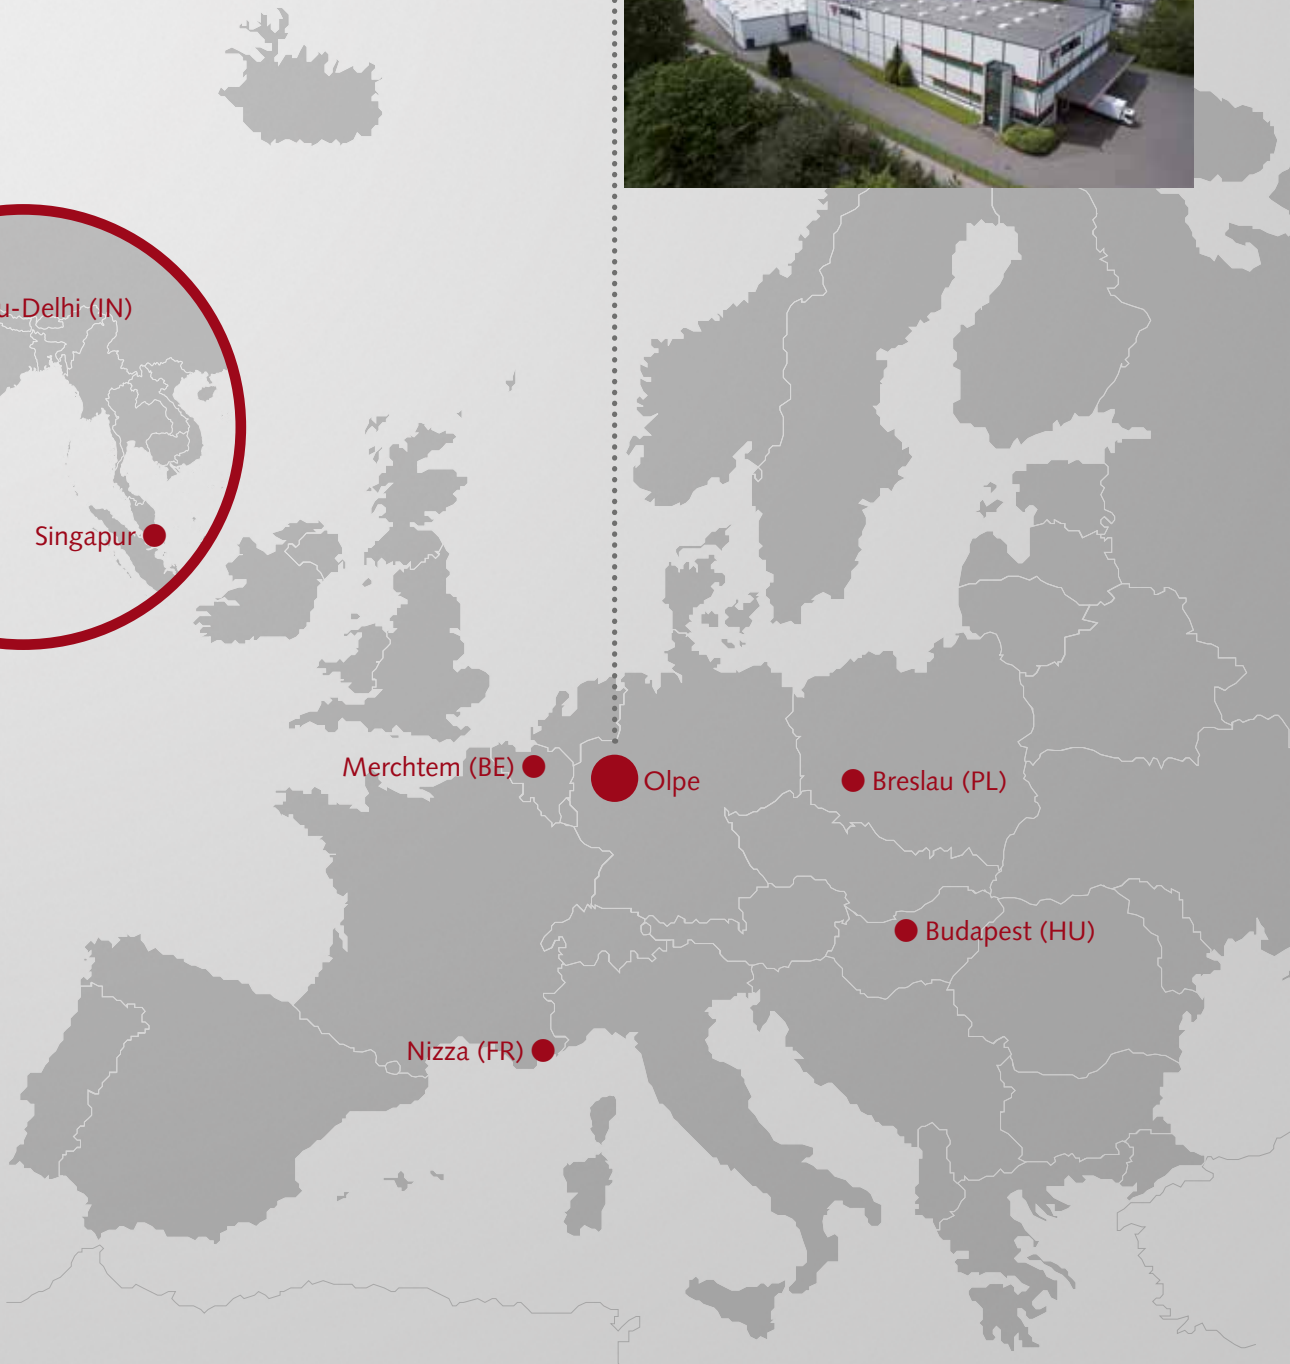 u-Delhi (IN)
Singapur
Merchtem (BE)
Olpe
Breslau (PL)
Budapest (HU)
Nizza (FR)